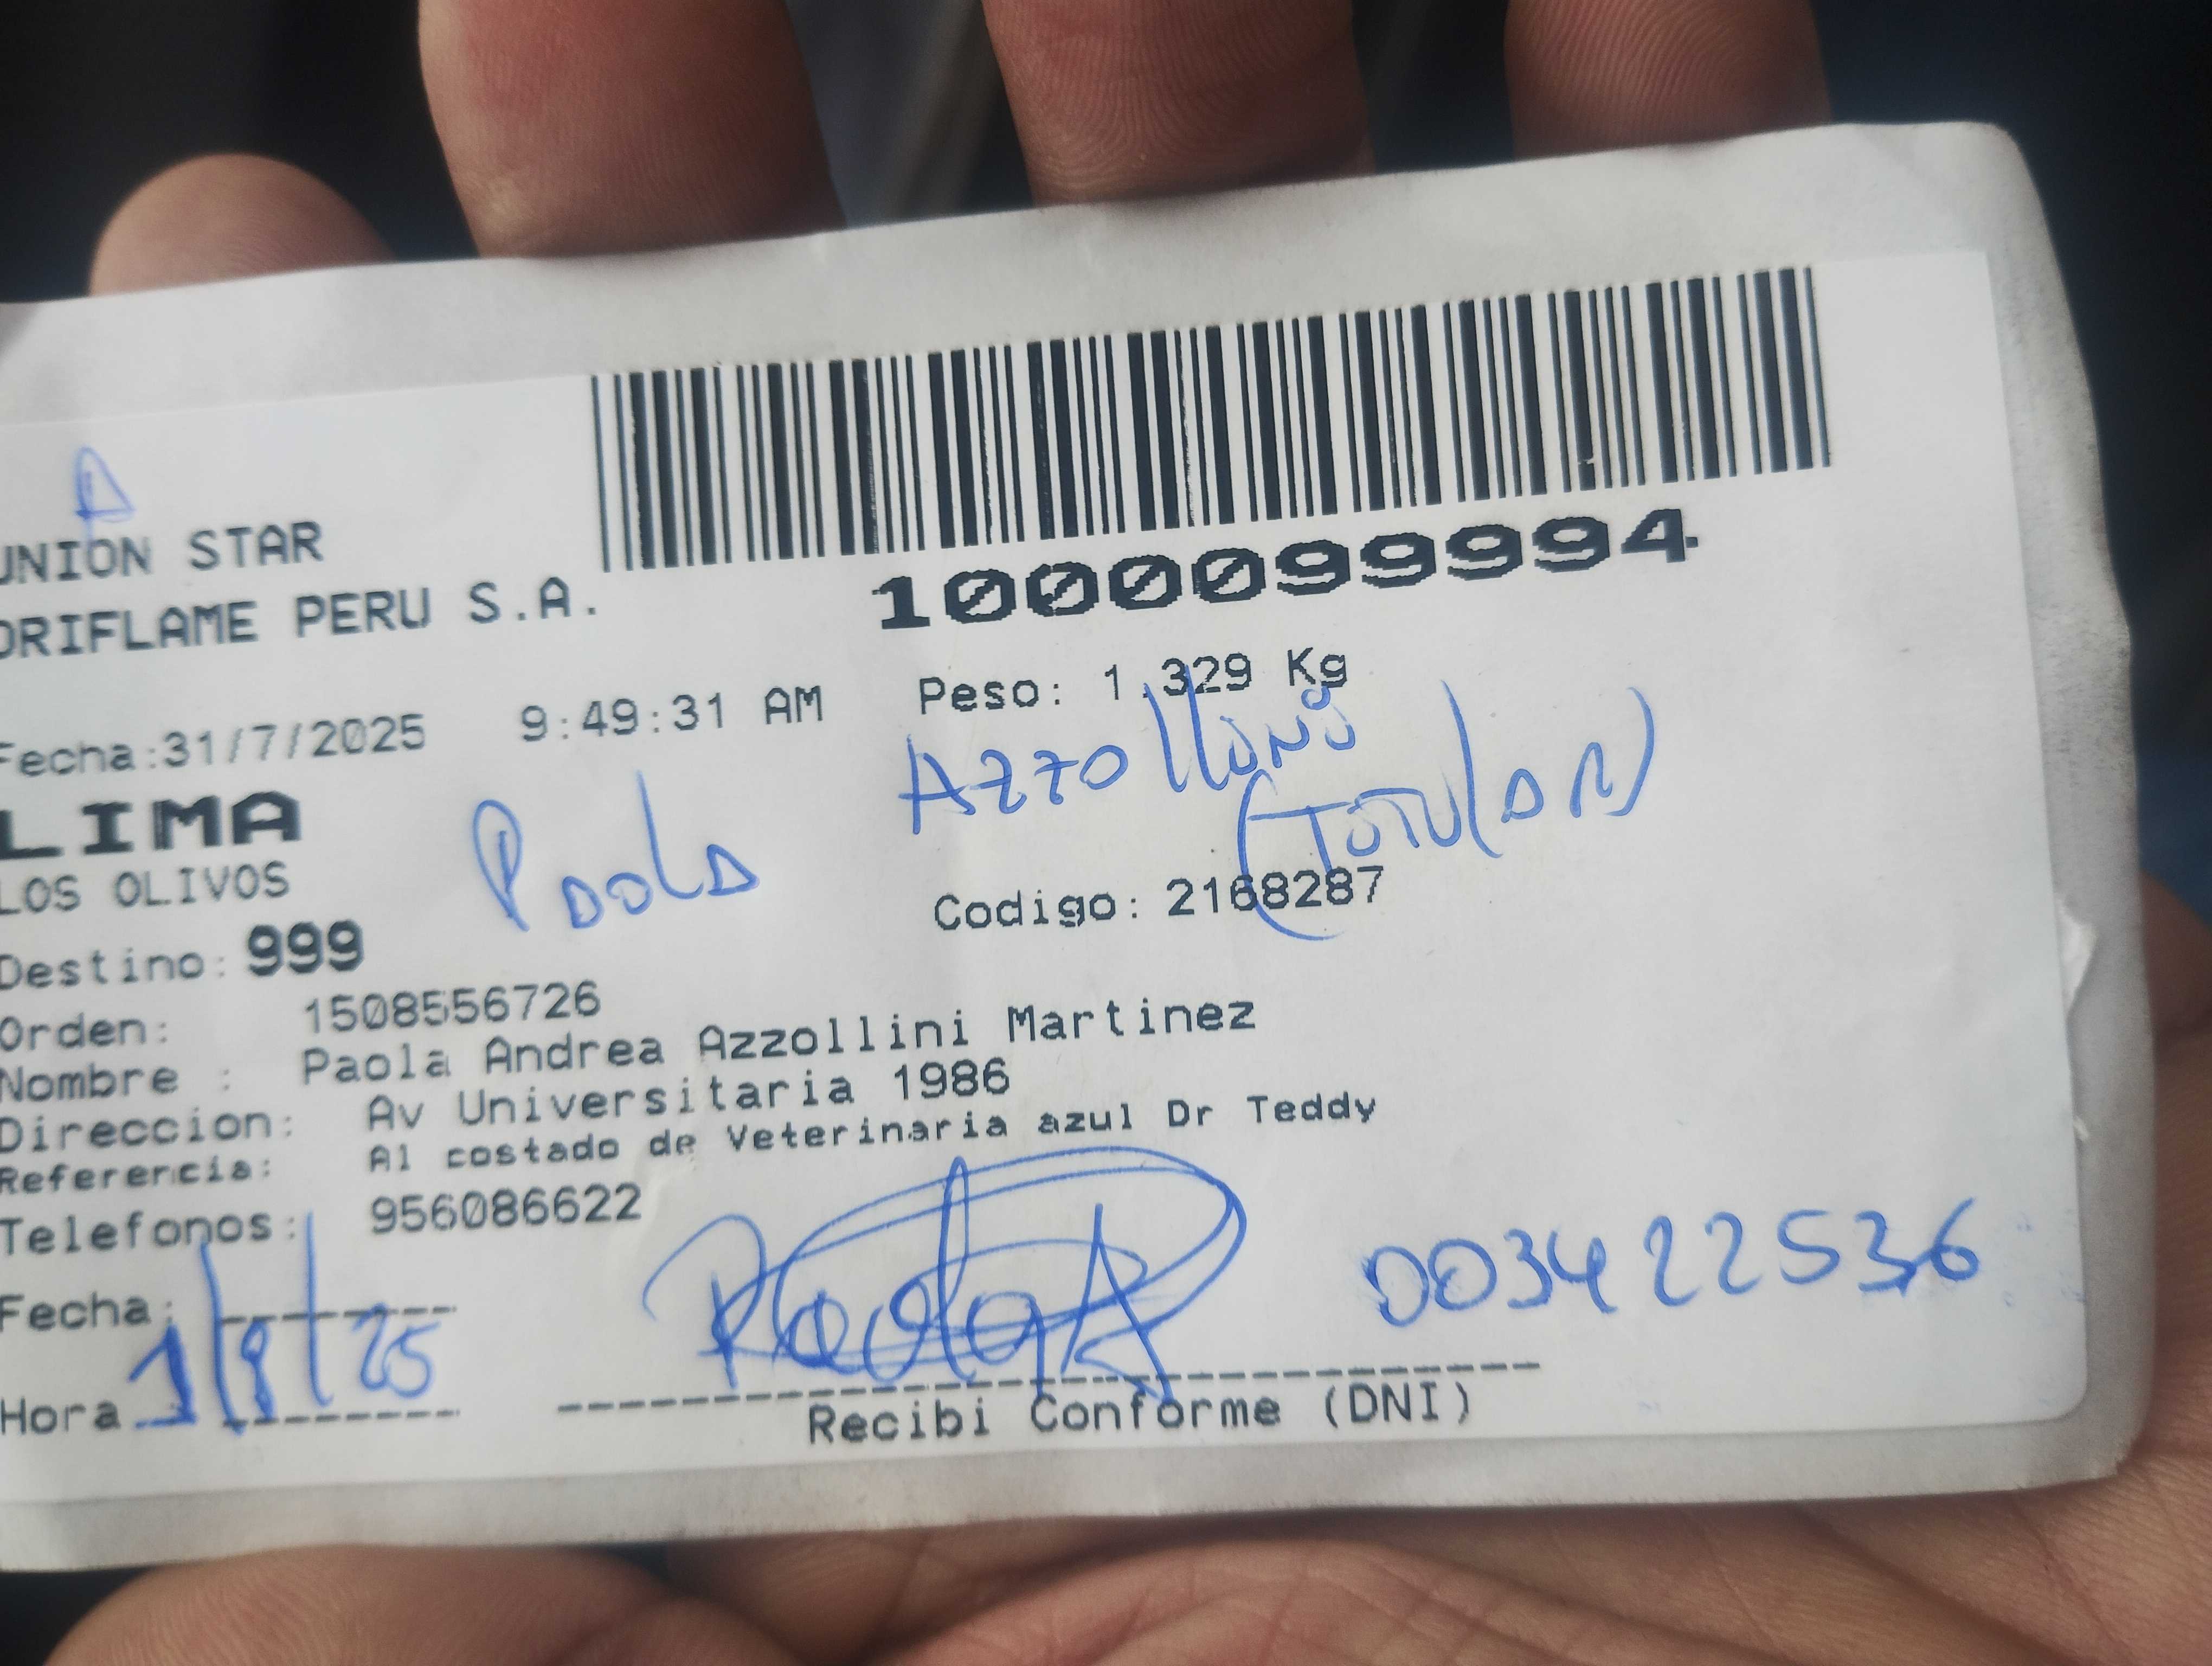 UNION STAR
ORIFLAME PERU S.A.
1000099994
Fecha:31/7/2025 9:49:31 AM Peso: 1.329 Kg
LIMA
Paola Azzollini
(Titular)
LOS OLIVOS
Codigo: 2168287
Destino: 999
Orden: 1508556726
Nombre : Paola Andrea Azzollini Martinez
Direccion: Av Universitaria 1986
Referencia: Al costado de Veterinaria azul Dr Teddy
Telefonos: 956086622
Fecha: 1/8/25
003422536
Hora
Recibi Conforme (DNI)